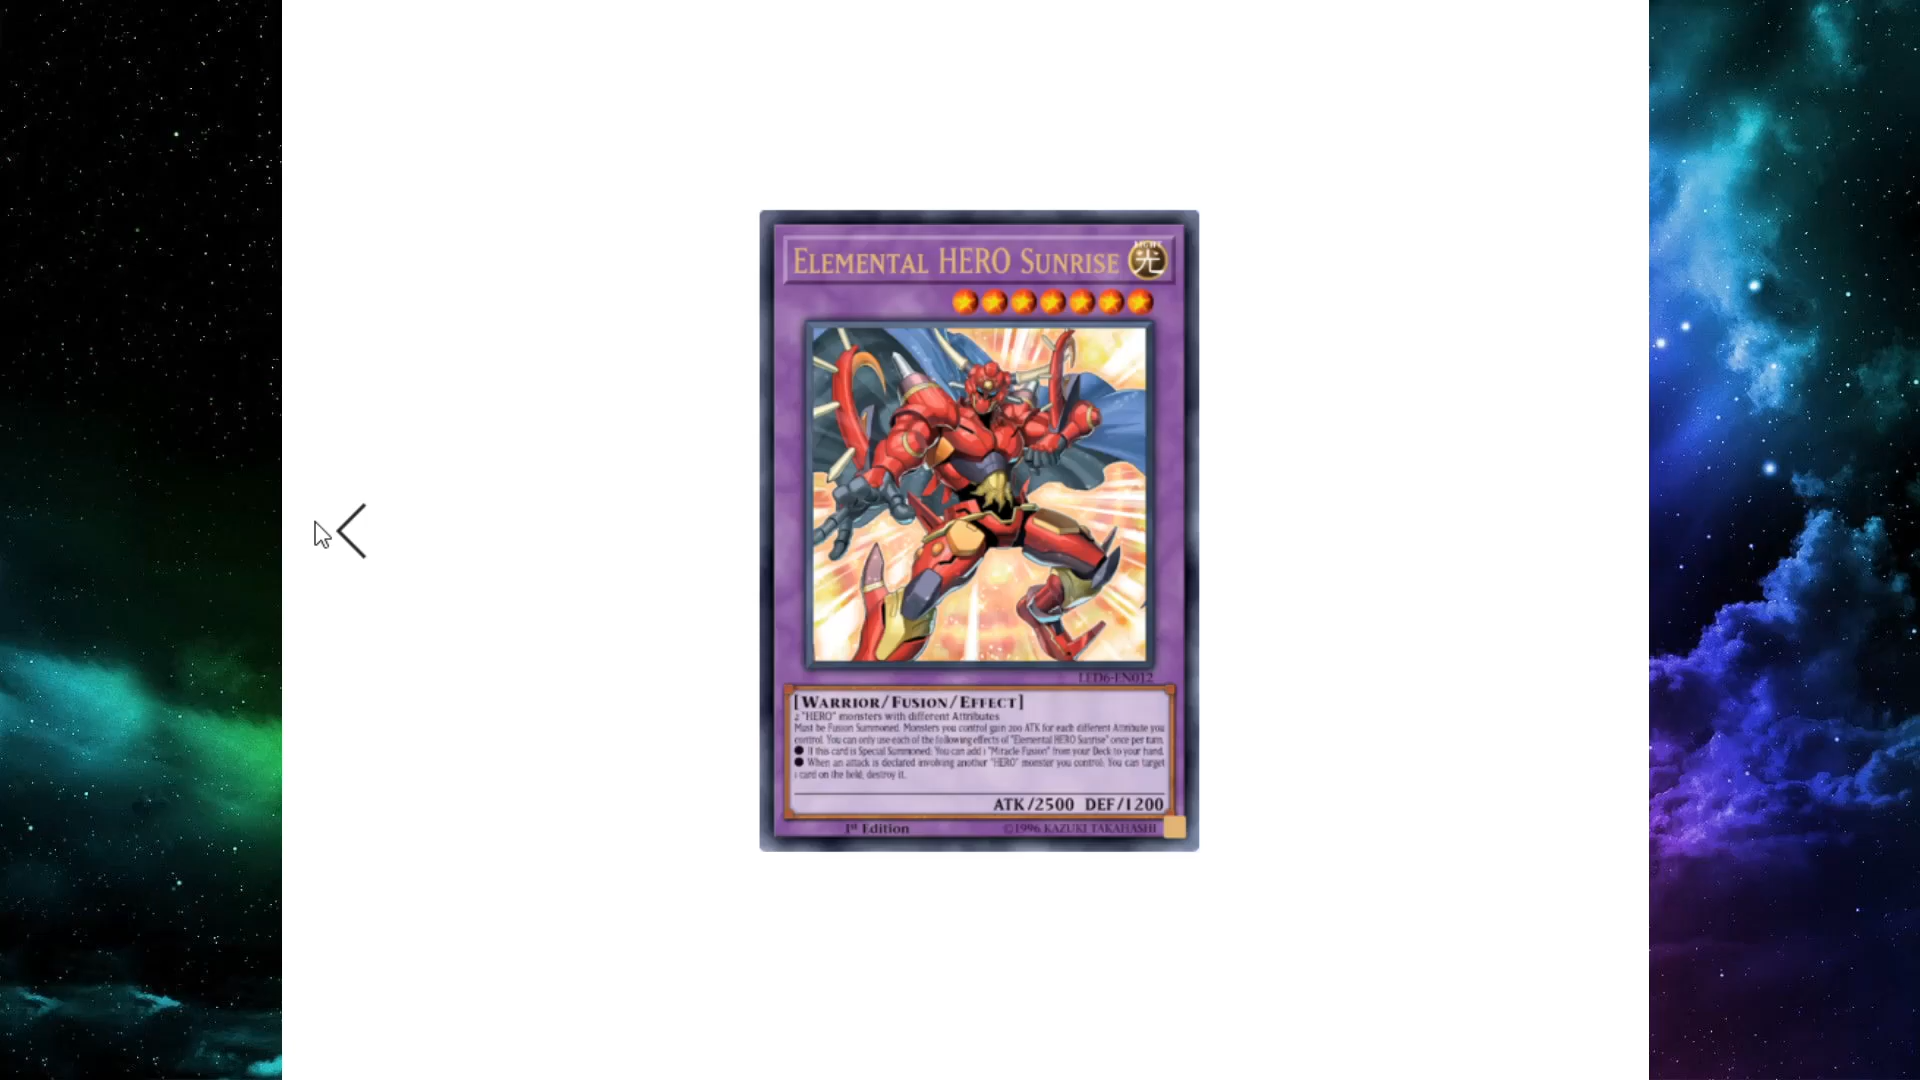 ELEMENTAL HERO SUNRISE
LIGHT
光
LED6-EN012
[WARRIOR/FUSION/EFFECT]
2 "HERO" monsters with different Attributes
Must be Fusion Summoned. Monsters you control gain 200 ATK for each different Attribute you
control. You can only use each of the following effects of "Elemental HERO Sunrise" once per turn.
● If this card is Special Summoned: You can add 1 "Miracle Fusion" from your Deck to your hand.
● When an attack is declared involving another "HERO" monster you control: You can target
1 card on the field; destroy it.
ATK/2500 DEF/1200
1st Edition
©1996 KAZUKI TAKAHASHI